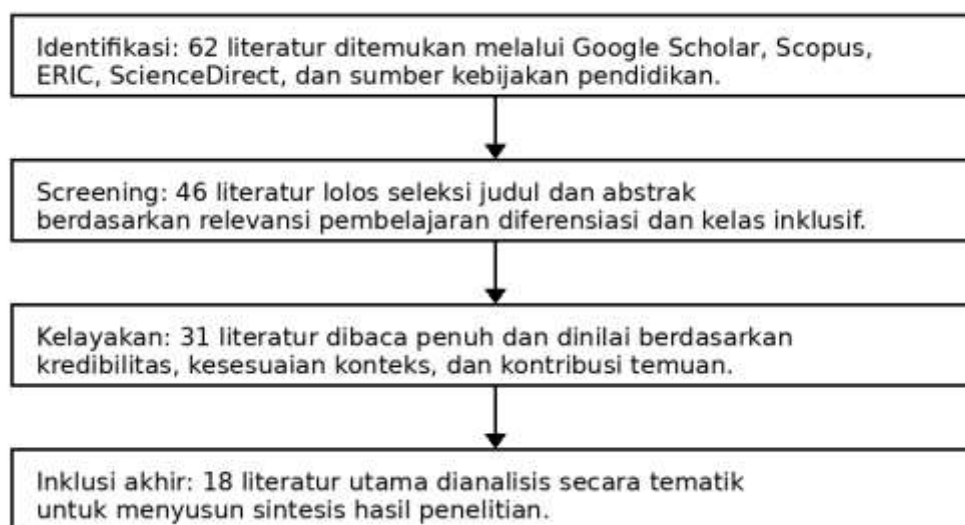 Identifikasi: 62 literatur ditemukan melalui Google Scholar, Scopus,
ERIC, ScienceDirect, dan sumber kebijakan pendidikan.
Screening: 46 literatur lolos seleksi judul dan abstrak
berdasarkan relevansi pembelajaran diferensiasi dan kelas inklusif.
Kelayakan: 31 literatur dibaca penuh dan dinilai berdasarkan
kredibilitas, kesesuaian konteks, dan kontribusi temuan.
Inklusi akhir: 18 literatur utama dianalisis secara tematik
untuk menyusun sintesis hasil penelitian.